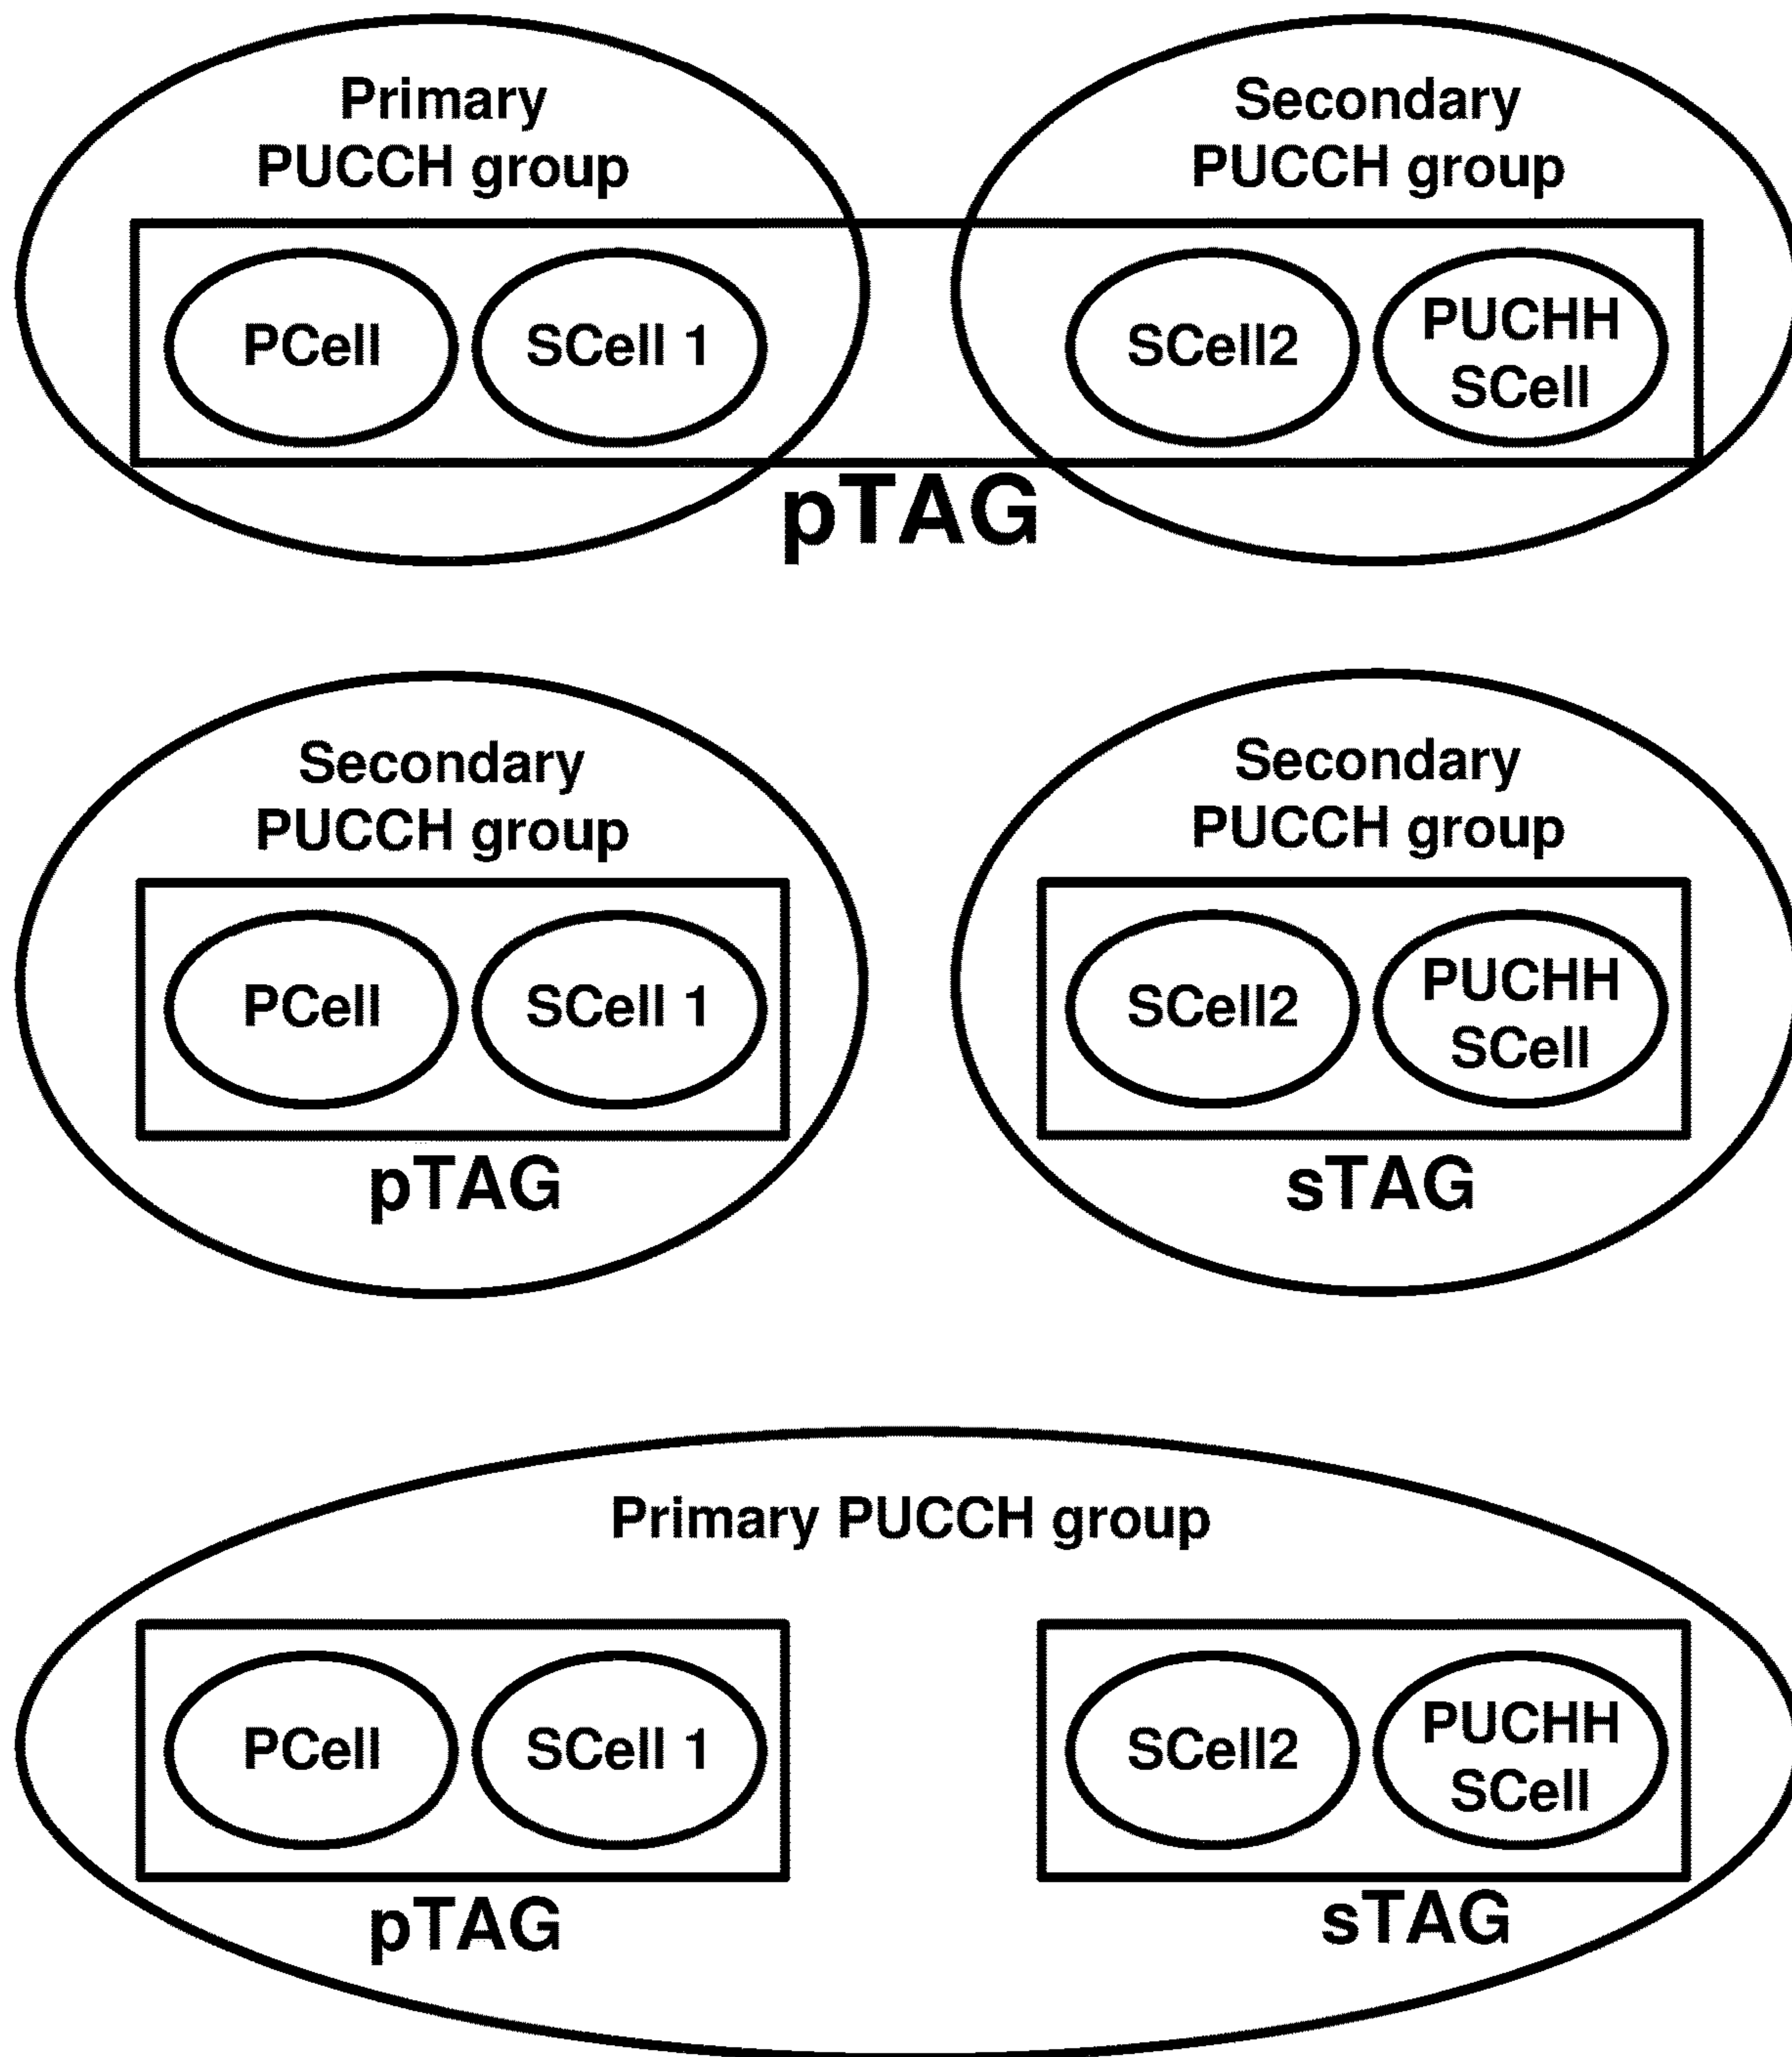 Primary
PUCCH group
Secondary
PUCCH group
PCell
SCell 1
SCell2
PUCHH
SCell
pTAG
Secondary
PUCCH group
Secondary
PUCCH group
PCell
SCell 1
SCell2
PUCHH
SCell
pTAG
sTAG
Primary PUCCH group
PCell
SCell 1
SCell2
PUCHH
SCell
pTAG
sTAG